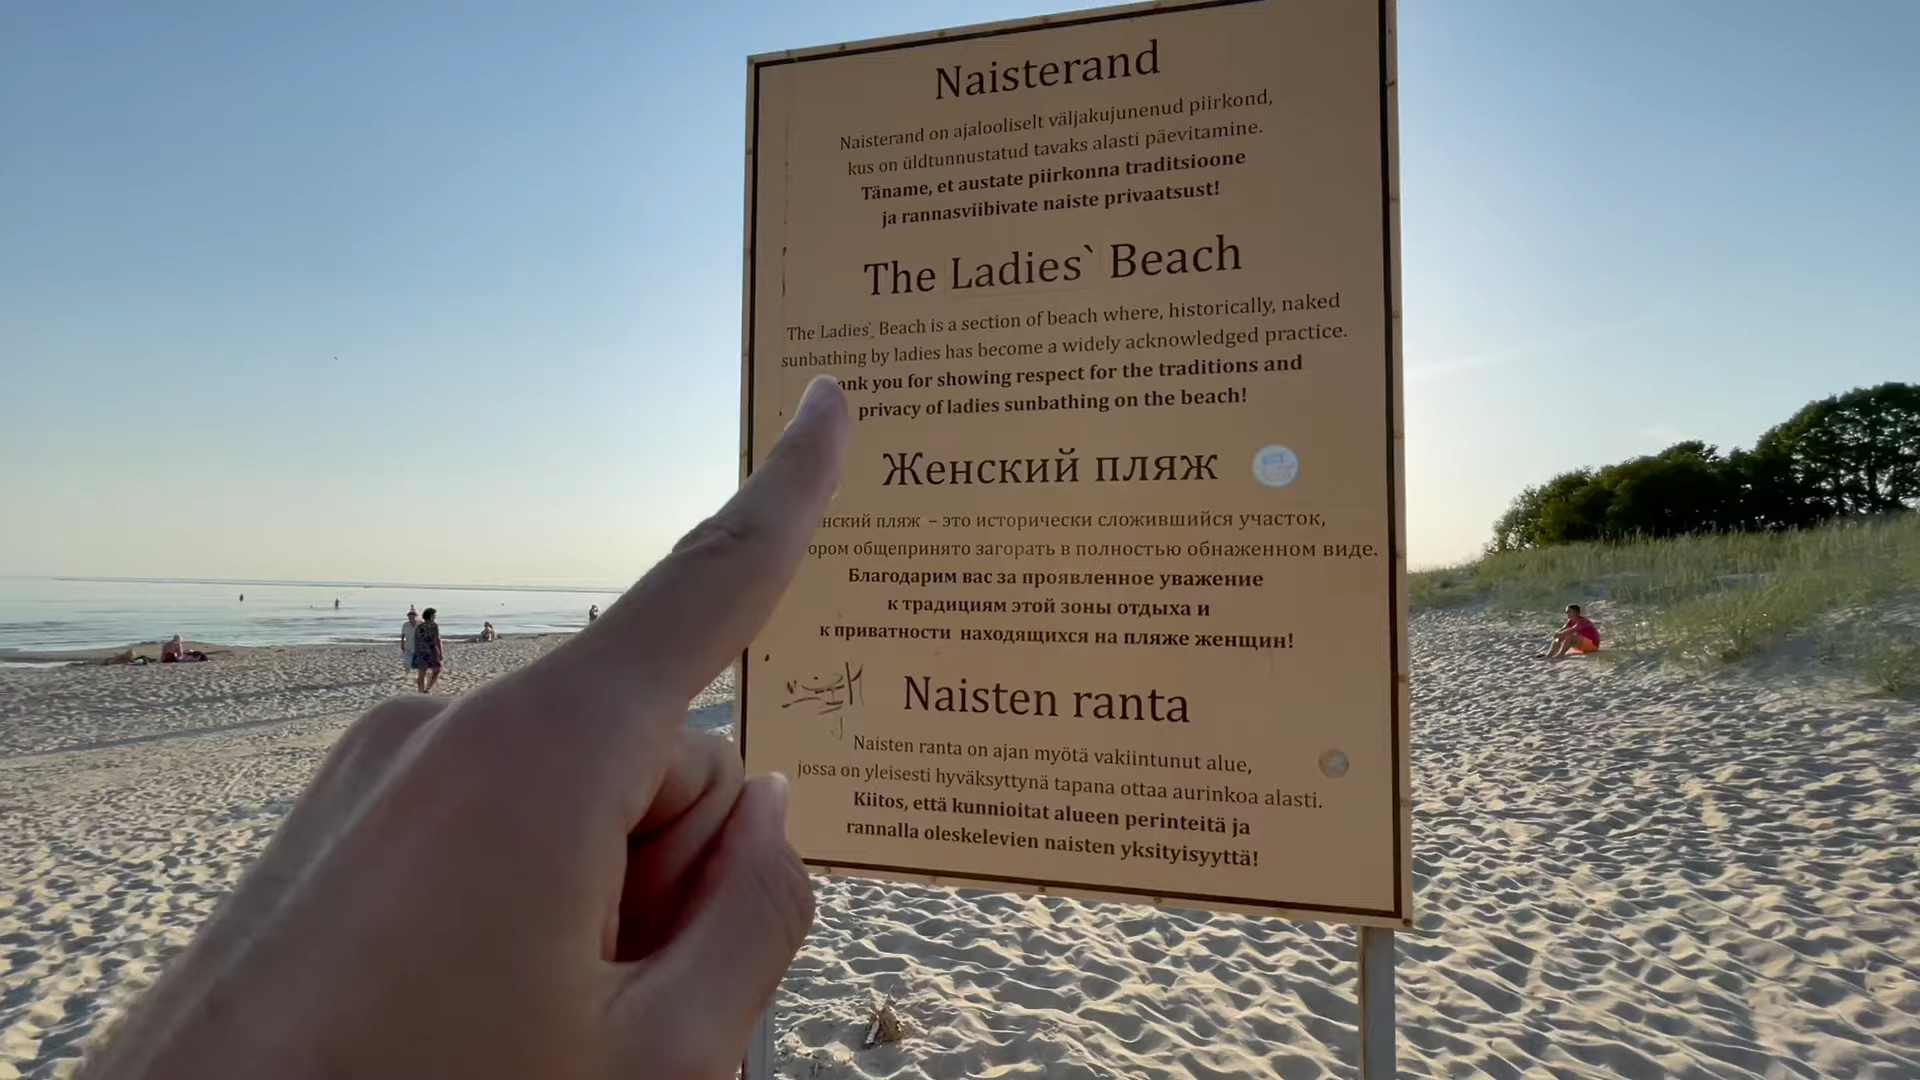 Naisterand
Naisterand on ajalooliselt väljakujunenud piirkond,
kus on üldtunnustatud tavaks alasti päevitamine.
Täname, et austate piirkonna traditsioone
ja rannasviibivate naiste privaatsust!
The Ladies` Beach
The Ladies` Beach is a section of beach where, historically, naked
sunbathing by ladies has become a widely acknowledged practice.
ank you for showing respect for the traditions and
privacy of ladies sunbathing on the beach!
Женский пляж
нский пляж – это исторически сложившийся участок,
ором общепринято загорать в полностью обнаженном виде.
Благодарим вас за проявленное уважение
к традициям этой зоны отдыха и
к приватности находящихся на пляже женщин!
Naisten ranta
Naisten ranta on ajan myötä vakiintunut alue,
jossa on yleisesti hyväksyttynä tapana ottaa aurinkoa alasti.
Kiitos, että kunnioitat alueen perinteitä ja
rannalla oleskelevien naisten yksityisyyttä!